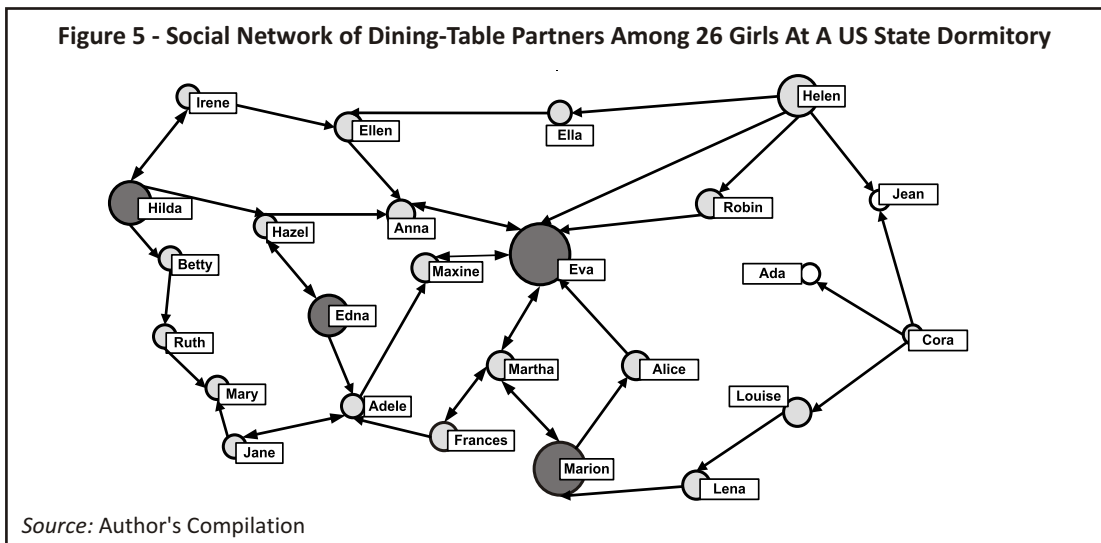 Figure 5 - Social Network of Dining-Table Partners Among 26 Girls At A US State Dormitory
Irene
Helen
Ellen
Ella
Hilda
Jean
Robin
Anna
Hazel
Betty
Maxine
Eva
Ada
Edna
Ruth
Cora
Martha
Alice
Mary
Louise
Adele
Frances
Jane
Marion
Lena
Source: Author's Compilation